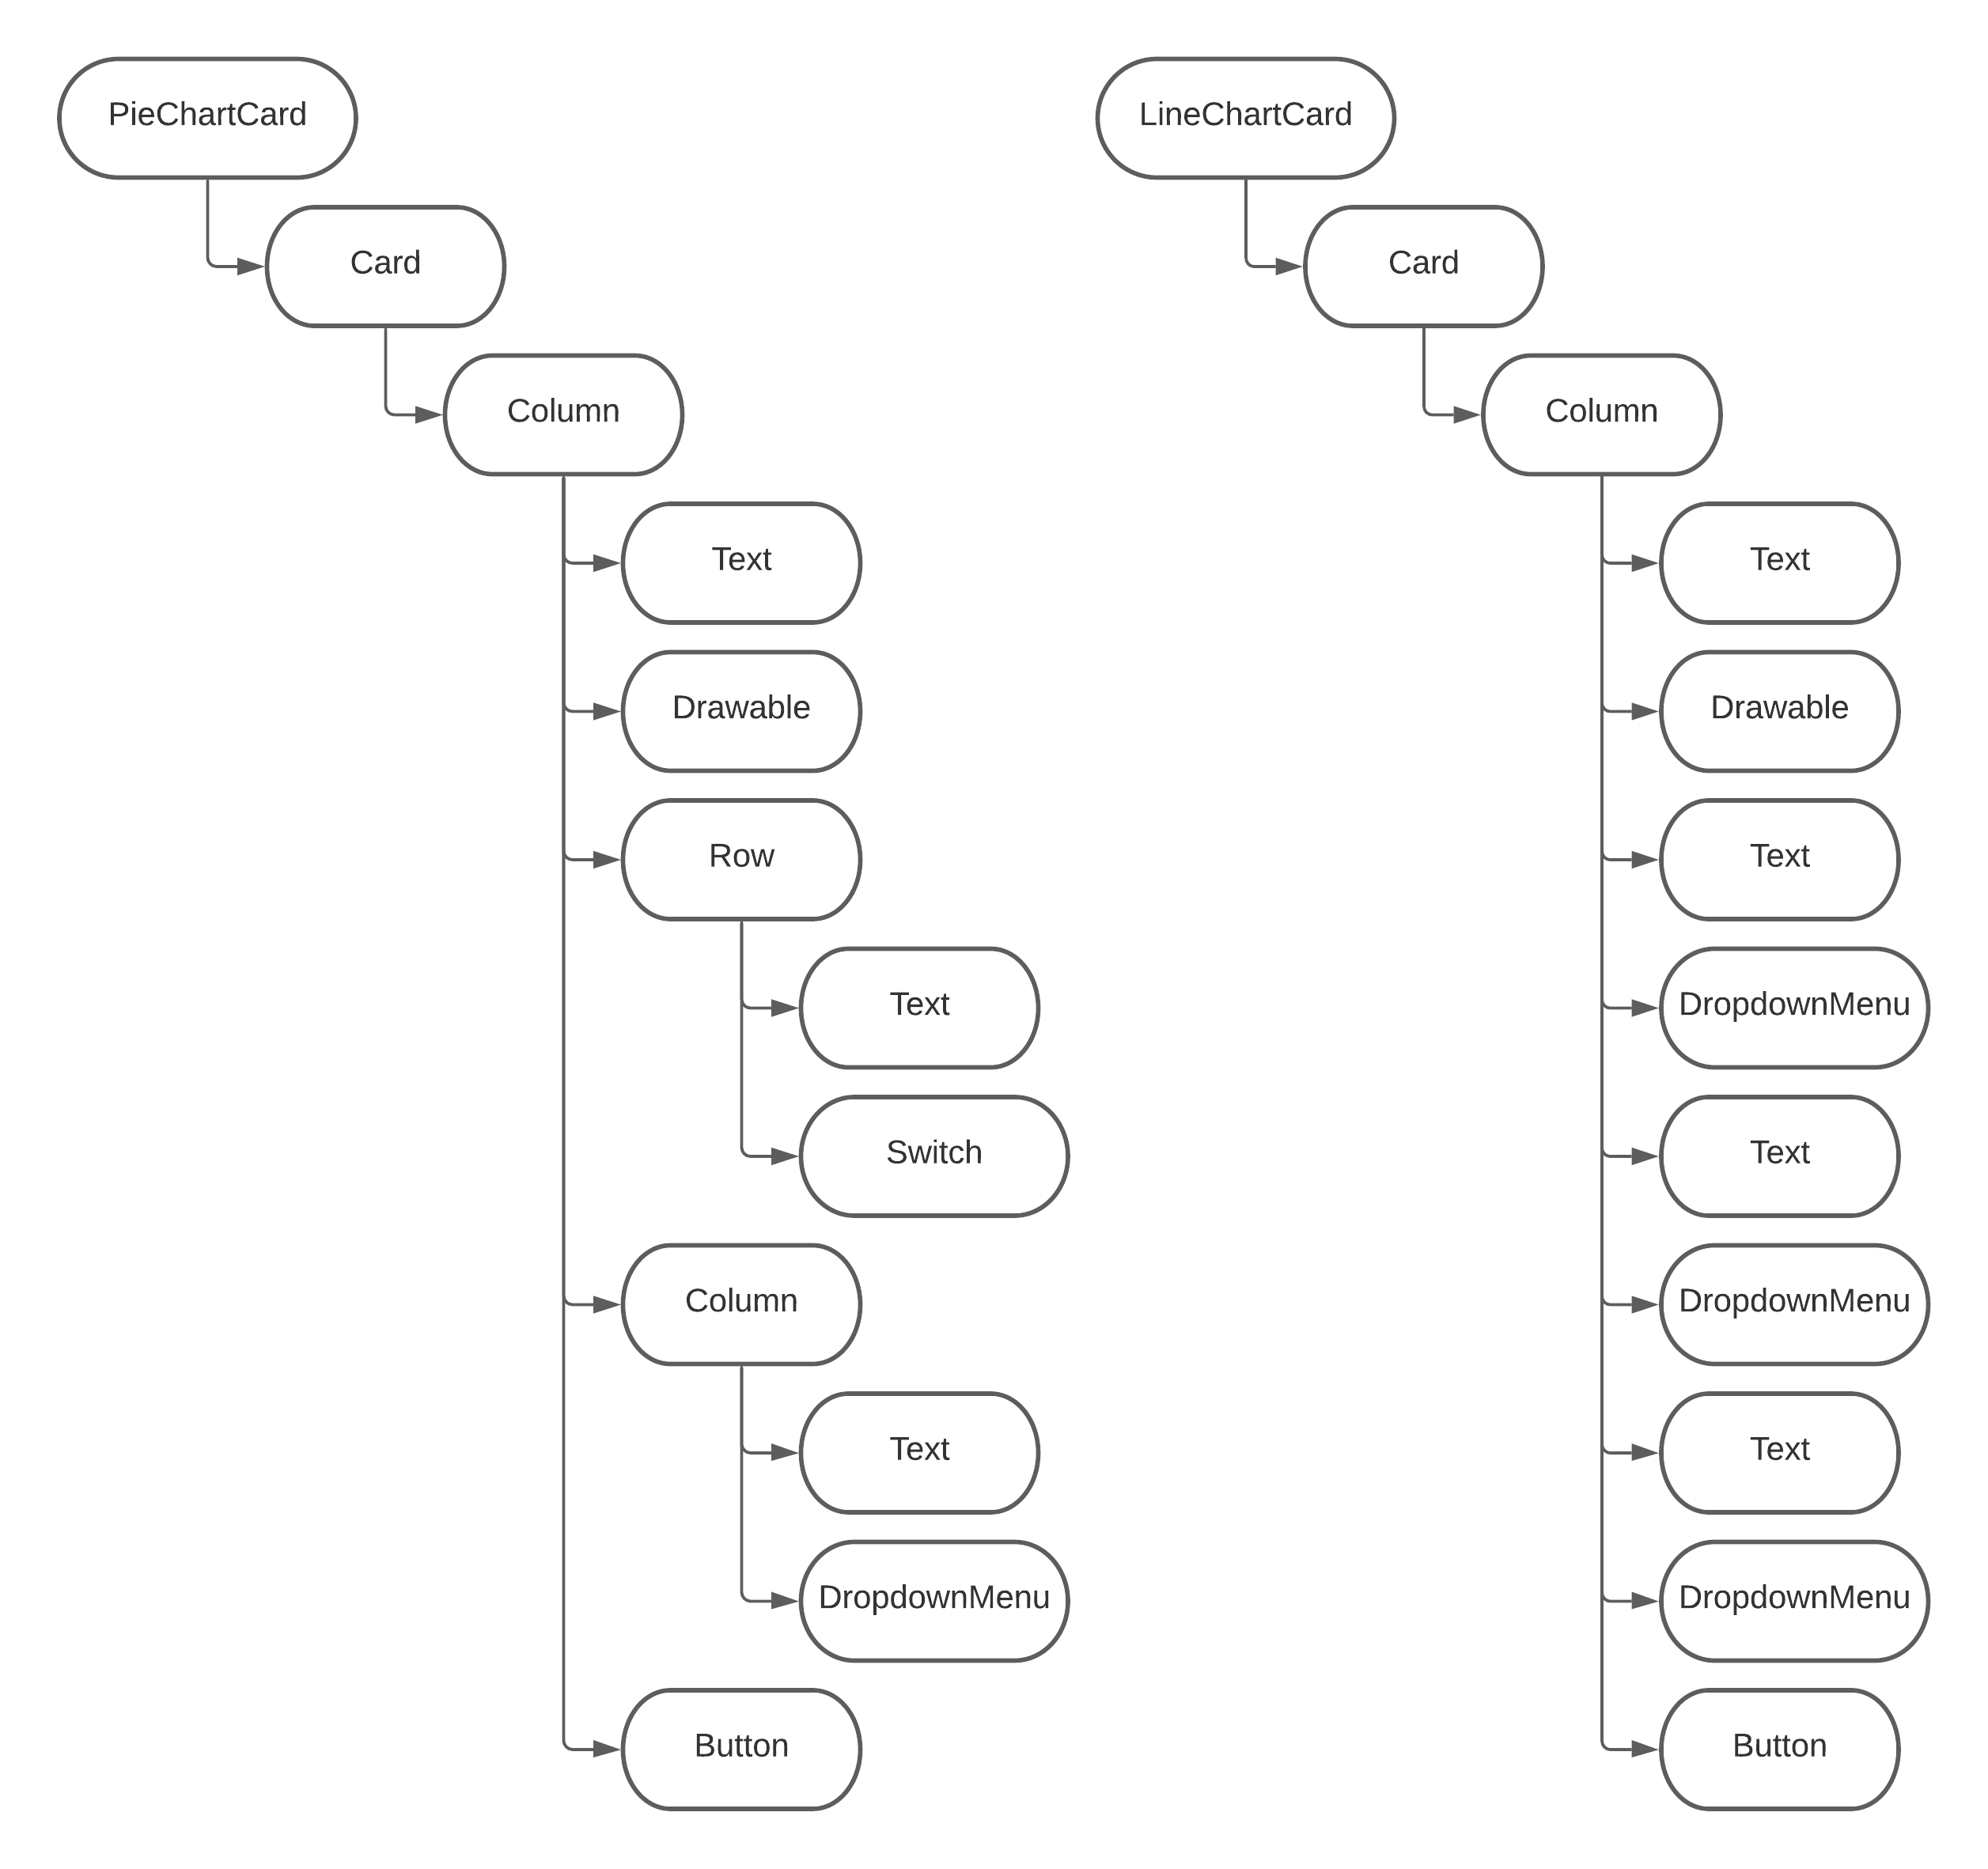 PieChartCard
Card
Column
Text
Drawable
Row
Text
Switch
Column
Text
DropdownMenu
Button
LineChartCard
Card
Column
Text
Drawable
Text
DropdownMenu
Text
DropdownMenu
Text
DropdownMenu
Button